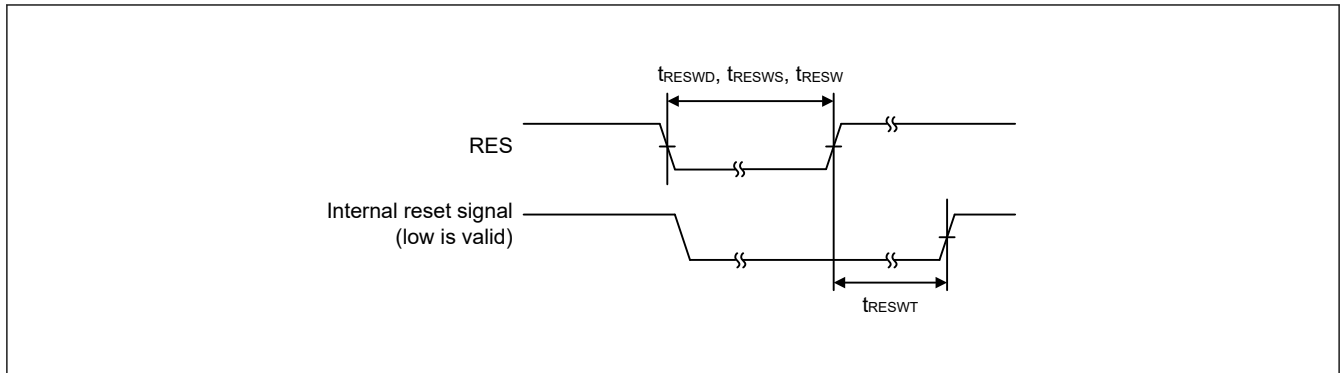 tRESWD, tRESWS, tRESW
RES
Internal reset signal
(low is valid)
tRESWT